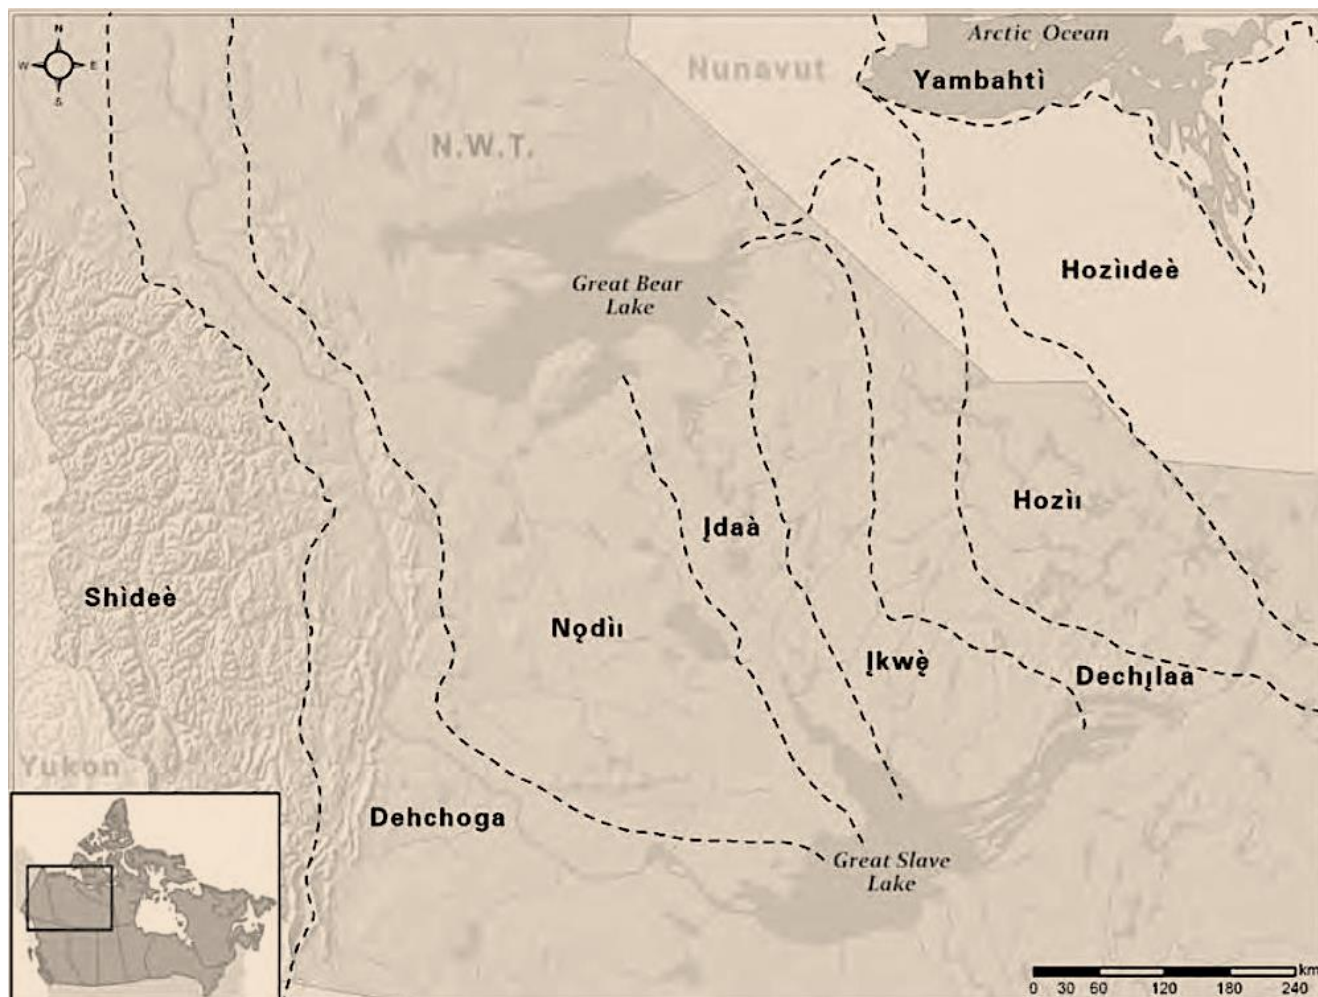 N
W E
S
Arctic Ocean
Nunavut
Yambahtì
N.W.T.
Hozìıdeè
Great Bear
Lake
Hozìı
Įdaà
Shìdeè
Nǫdìı
Įkwę̀
Dechįlaa
Yukon
Dehchoga
Great Slave
Lake
km
0 30 60 120 180 240